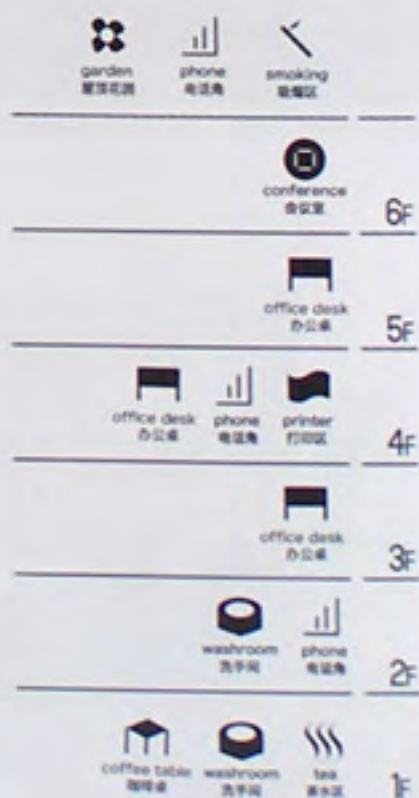 garden phone smoking
屋顶花园 电话角 吸烟区
conference
会议室
6F
office desk
办公桌
5F
office desk phone printer
办公桌 电话角 打印区
4F
office desk
办公桌
3F
washroom phone
洗手间 电话角
2F
coffee table washroom tea
咖啡桌 洗手间 茶水区
1F